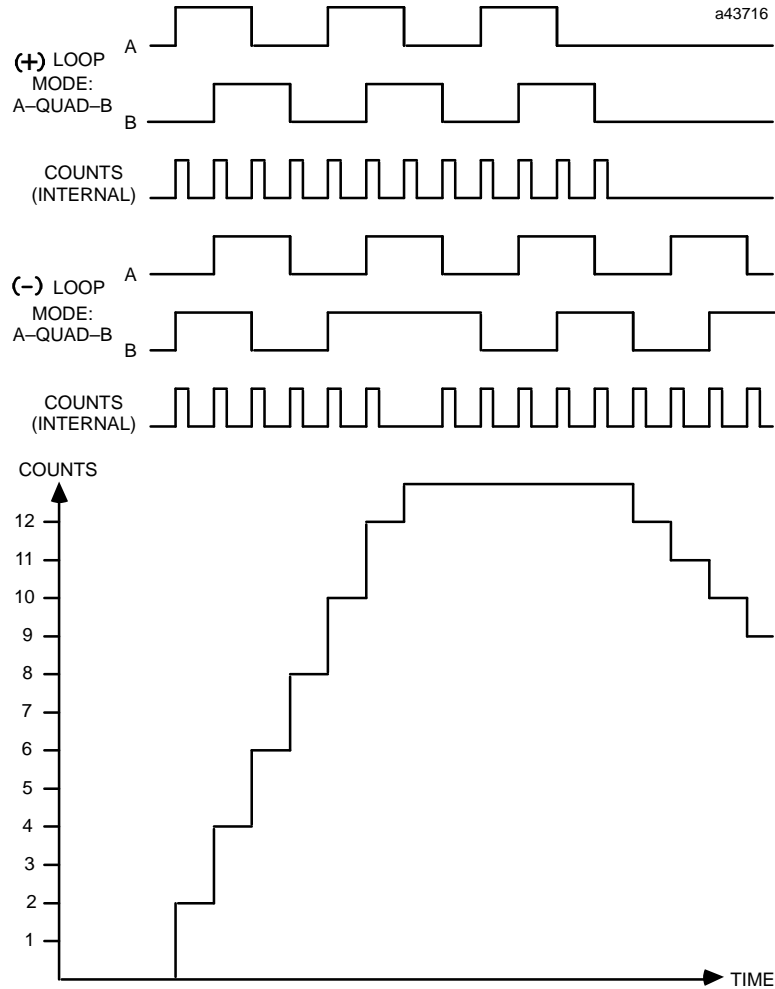 a43716
A
(+) LOOP
MODE:
A–QUAD–B
B
COUNTS
(INTERNAL)
A
(−) LOOP
MODE:
A–QUAD–B
B
COUNTS
(INTERNAL)
COUNTS
12
11
10
9
8
7
6
5
4
3
2
1
TIME